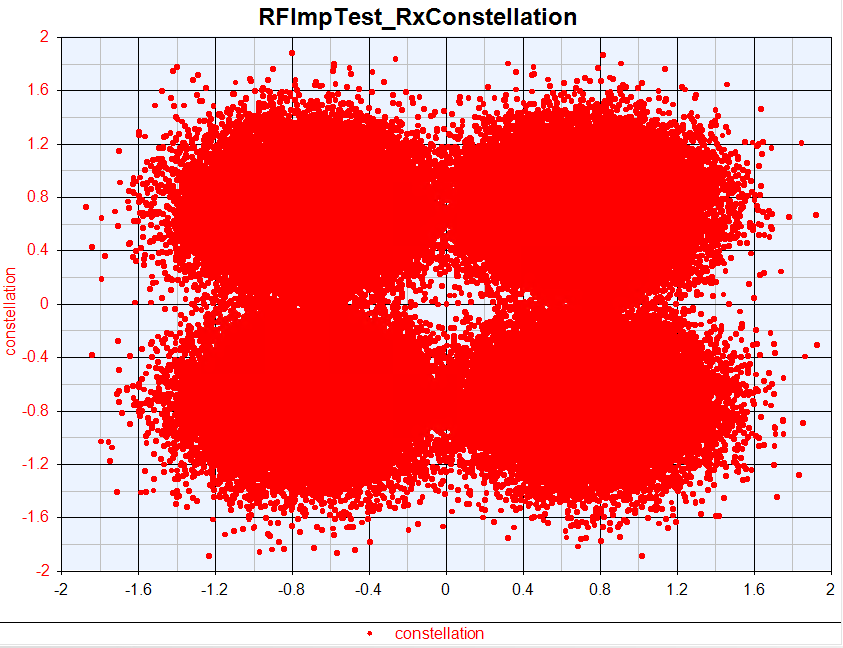 RFImpTest_RxConstellation
2
1.6
1.2
0.8
0.4
0
-0.4
-0.8
-1.2
-1.6
-2
constellation
-2 -1.6 -1.2 -0.8 -0.4 0 0.4 0.8 1.2 1.6 2
constellation